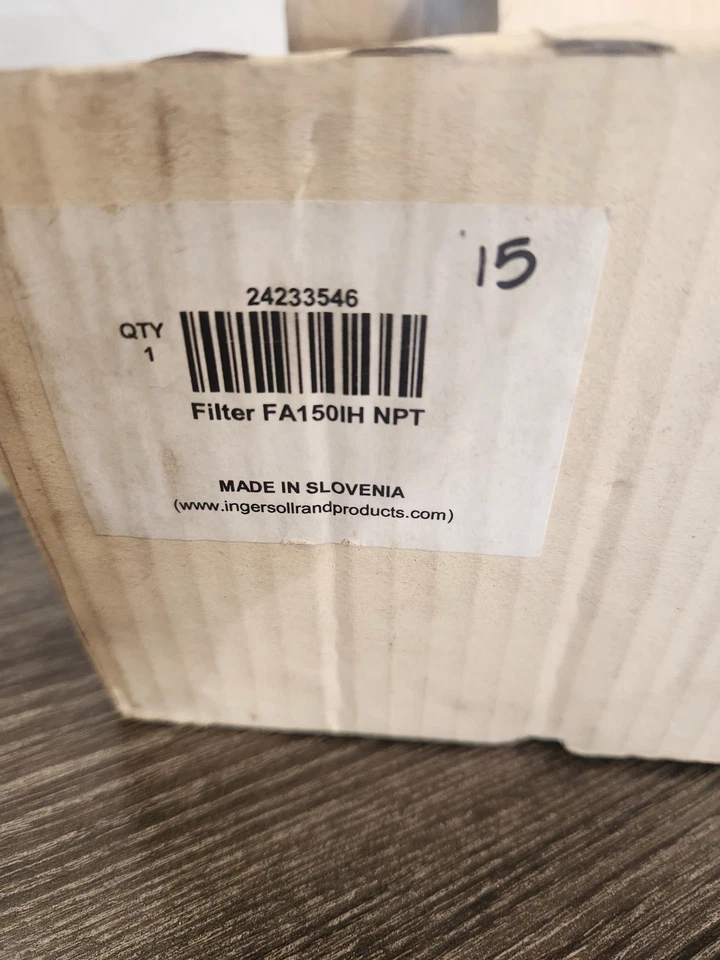 15
24233546
QTY
1
Filter FA150IH NPT
MADE IN SLOVENIA
(www.ingersollrandproducts.com)